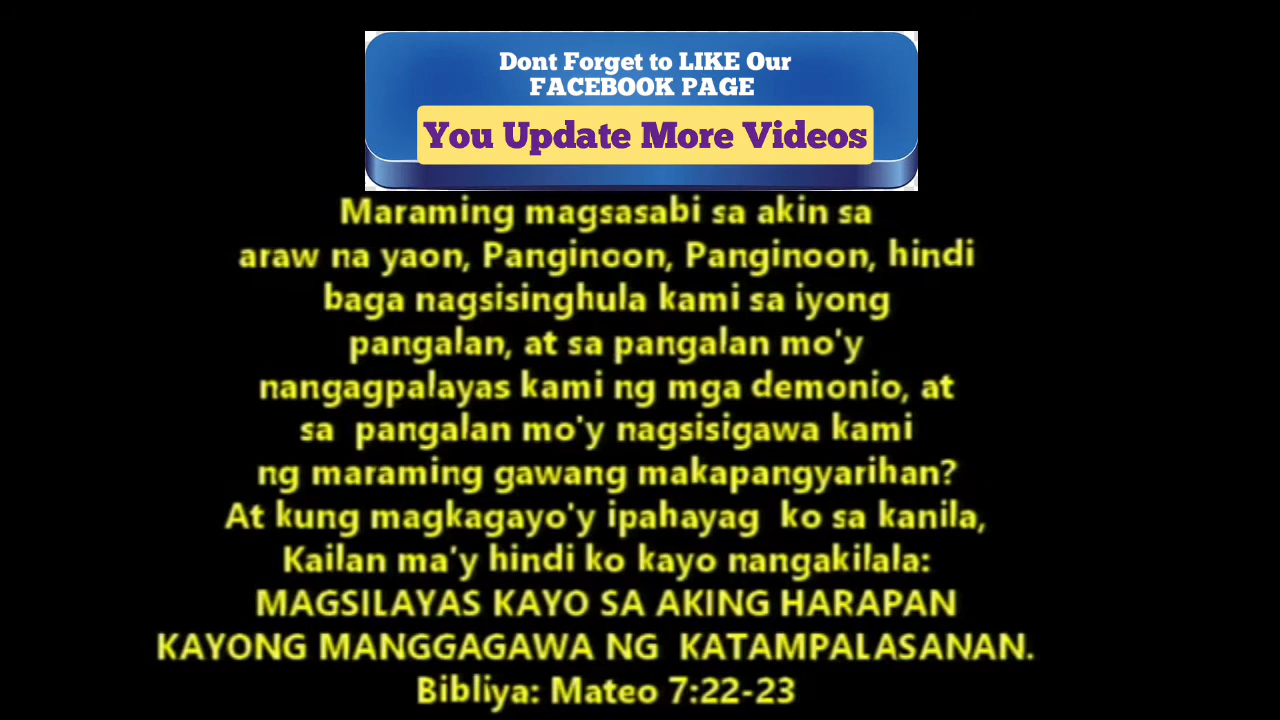 Dont Forget to LIKE Our
FACEBOOK PAGE
You Update More Videos
Maraming magsasabi sa akin sa
araw na yaon, Panginoon, Panginoon, hindi
baga nagsisinghula kami sa iyong
pangalan, at sa pangalan mo'y
nangagpalayas kami ng mga demonio, at
sa pangalan mo'y nagsisigawa kami
ng maraming gawang makapangyarihan?
At kung magkagayo'y ipahayag ko sa kanila,
Kailan ma'y hindi ko kayo nangakilala:
MAGSILAYAS KAYO SA AKING HARAPAN
KAYONG MANGGAGAWA NG KATAMPALASANAN.
Bibliya: Mateo 7:22-23